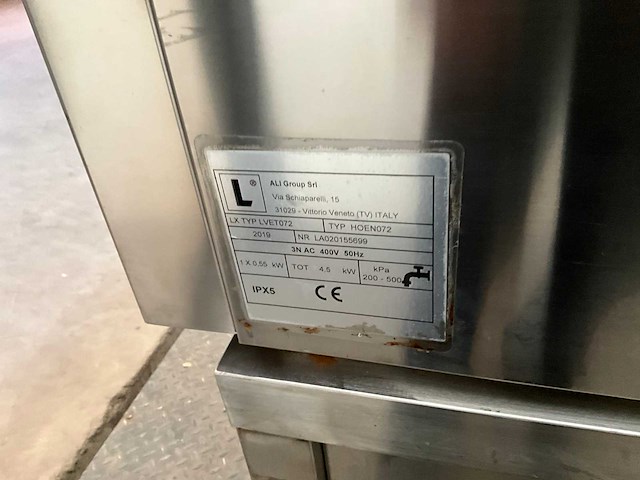 L®
ALI Group Srl
Via Schiaparelli, 15
31029 - Vittorio Veneto (TV) ITALY
LX TYP LVET072 TYP HOEN072
2019 NR. LA020155699
3N AC 400V 50Hz
1 X 0,55 kW TOT 4,5 kW kPa 200 - 500
IPX5 CE